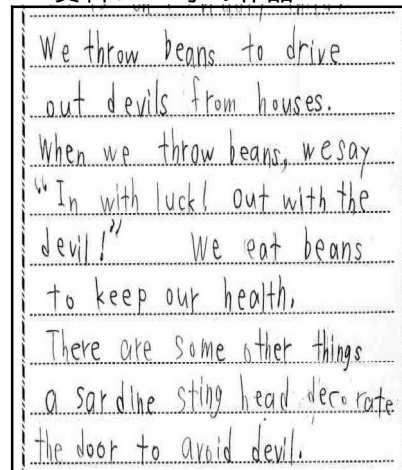 We throw beans to drive
out devils from houses.
When we throw beans, we say
"In with luck! out with the
devil!" We eat beans
to keep our health.
There are some other things
a sardine sting head decorate
the door to avoid devil.